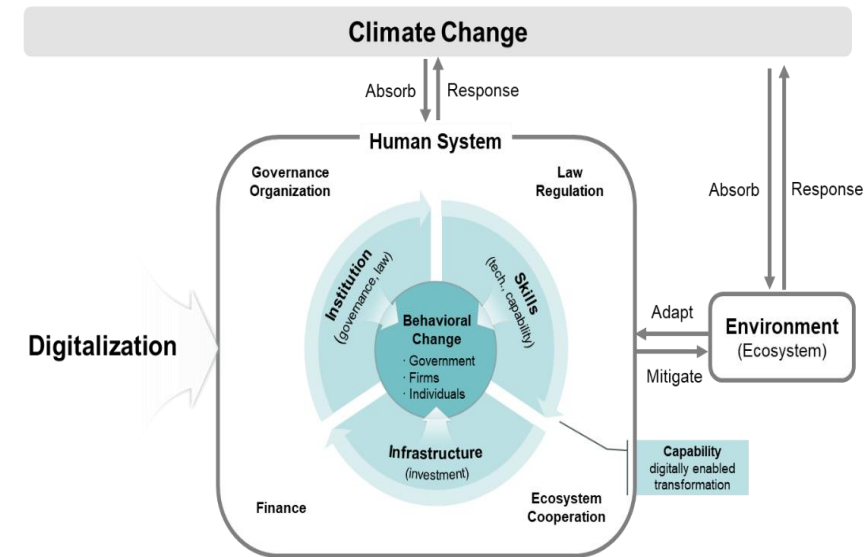 Climate Change
Absorb
Response
Human System
Governance
Organization
Law
Regulation
Absorb
Response
Institution
(governance, law)
Skills
(tech., capability)
Behavioral
Change
· Government
· Firms
· Individuals
Digitalization
Adapt
Mitigate
Environment
(Ecosystem)
Infrastructure
(investment)
Capability
digitally enabled
transformation
Finance
Ecosystem
Cooperation